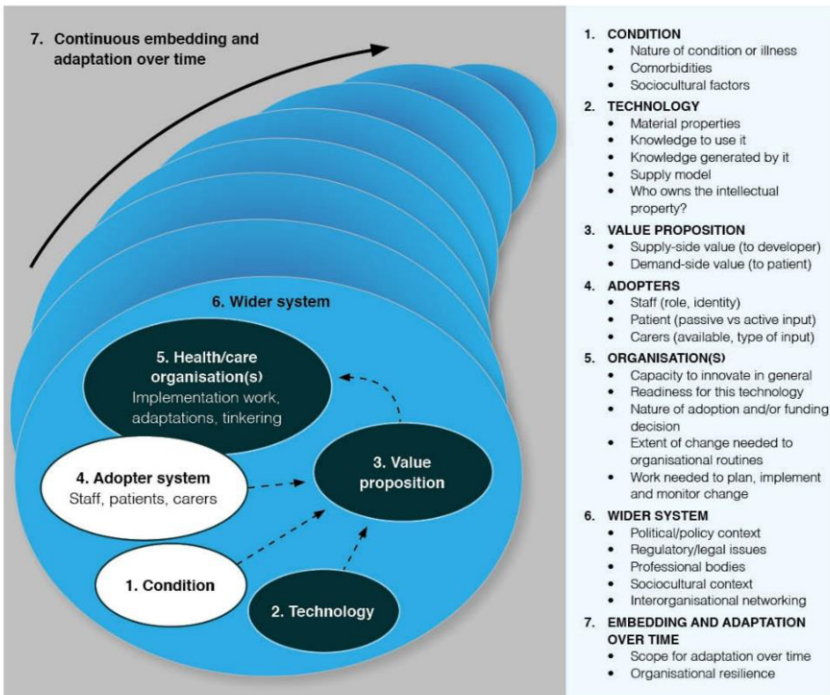 7. Continuous embedding and
adaptation over time
6. Wider system
5. Health/care
organisation(s)
Implementation work,
adaptations, tinkering
4. Adopter system
Staff, patients, carers
3. Value
proposition
1. Condition
2. Technology
1. CONDITION
• Nature of condition or illness
• Comorbidities
• Sociocultural factors
2. TECHNOLOGY
• Material properties
• Knowledge to use it
• Knowledge generated by it
• Supply model
• Who owns the intellectual
property?
3. VALUE PROPOSITION
• Supply-side value (to developer)
• Demand-side value (to patient)
4. ADOPTERS
• Staff (role, identity)
• Patient (passive vs active input)
• Carers (available, type of input)
5. ORGANISATION(S)
• Capacity to innovate in general
• Readiness for this technology
• Nature of adoption and/or funding
decision
• Extent of change needed to
organisational routines
• Work needed to plan, implement
and monitor change
6. WIDER SYSTEM
• Political/policy context
• Regulatory/legal issues
• Professional bodies
• Sociocultural context
• Interorganisational networking
7. EMBEDDING AND ADAPTATION
OVER TIME
• Scope for adaptation over time
• Organisational resilience